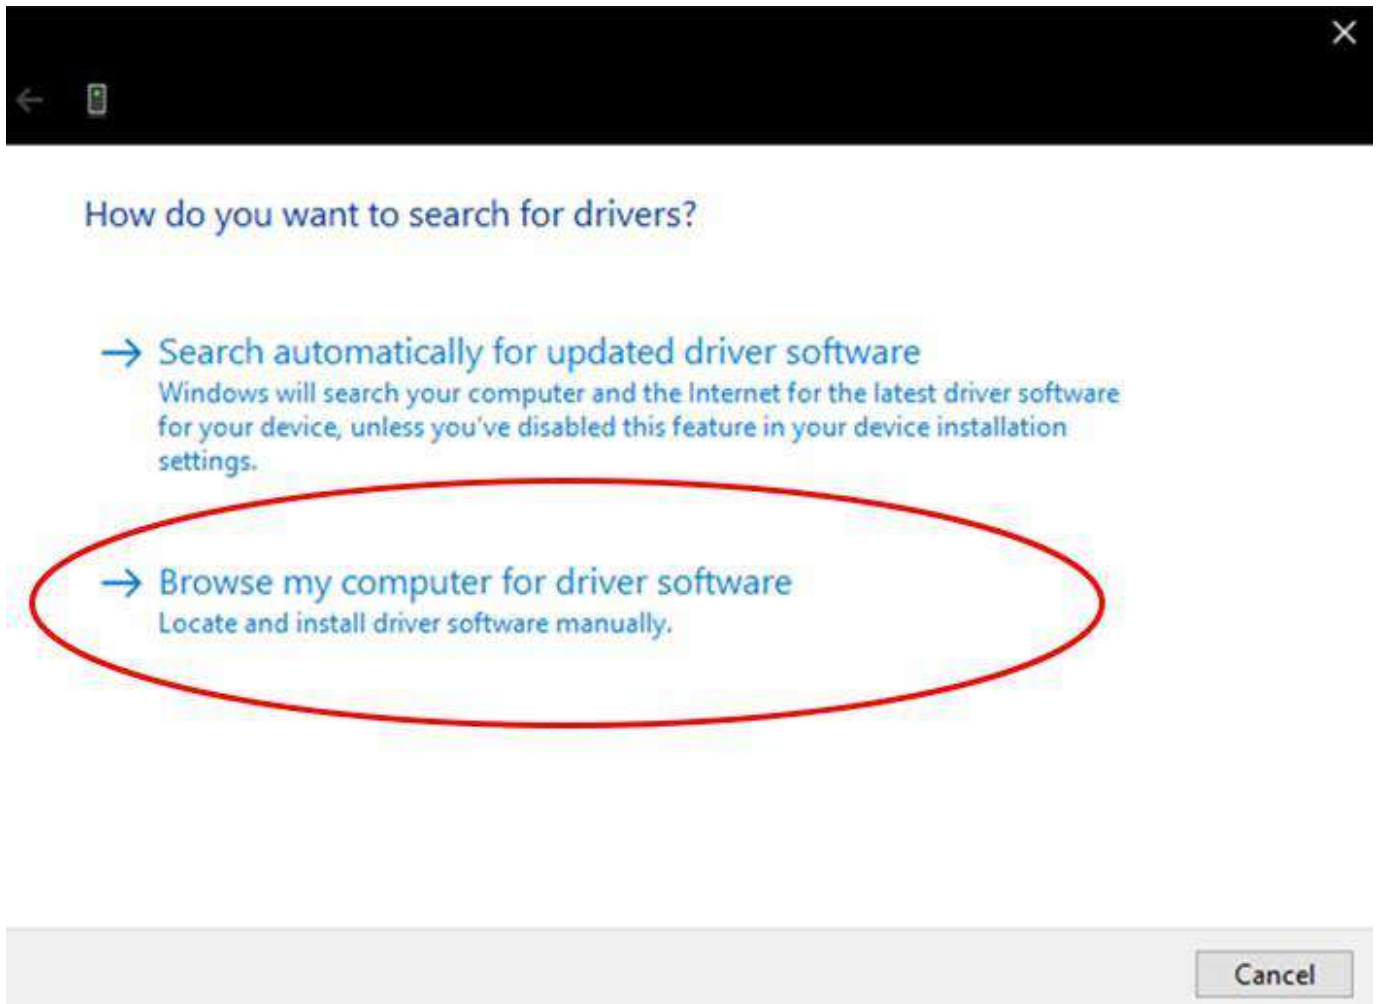 How do you want to search for drivers?
Search automatically for updated driver software
Windows will search your computer and the Internet for the latest driver software
for your device, unless you've disabled this feature in your device installation
settings.
Browse my computer for driver software
Locate and install driver software manually.
Cancel